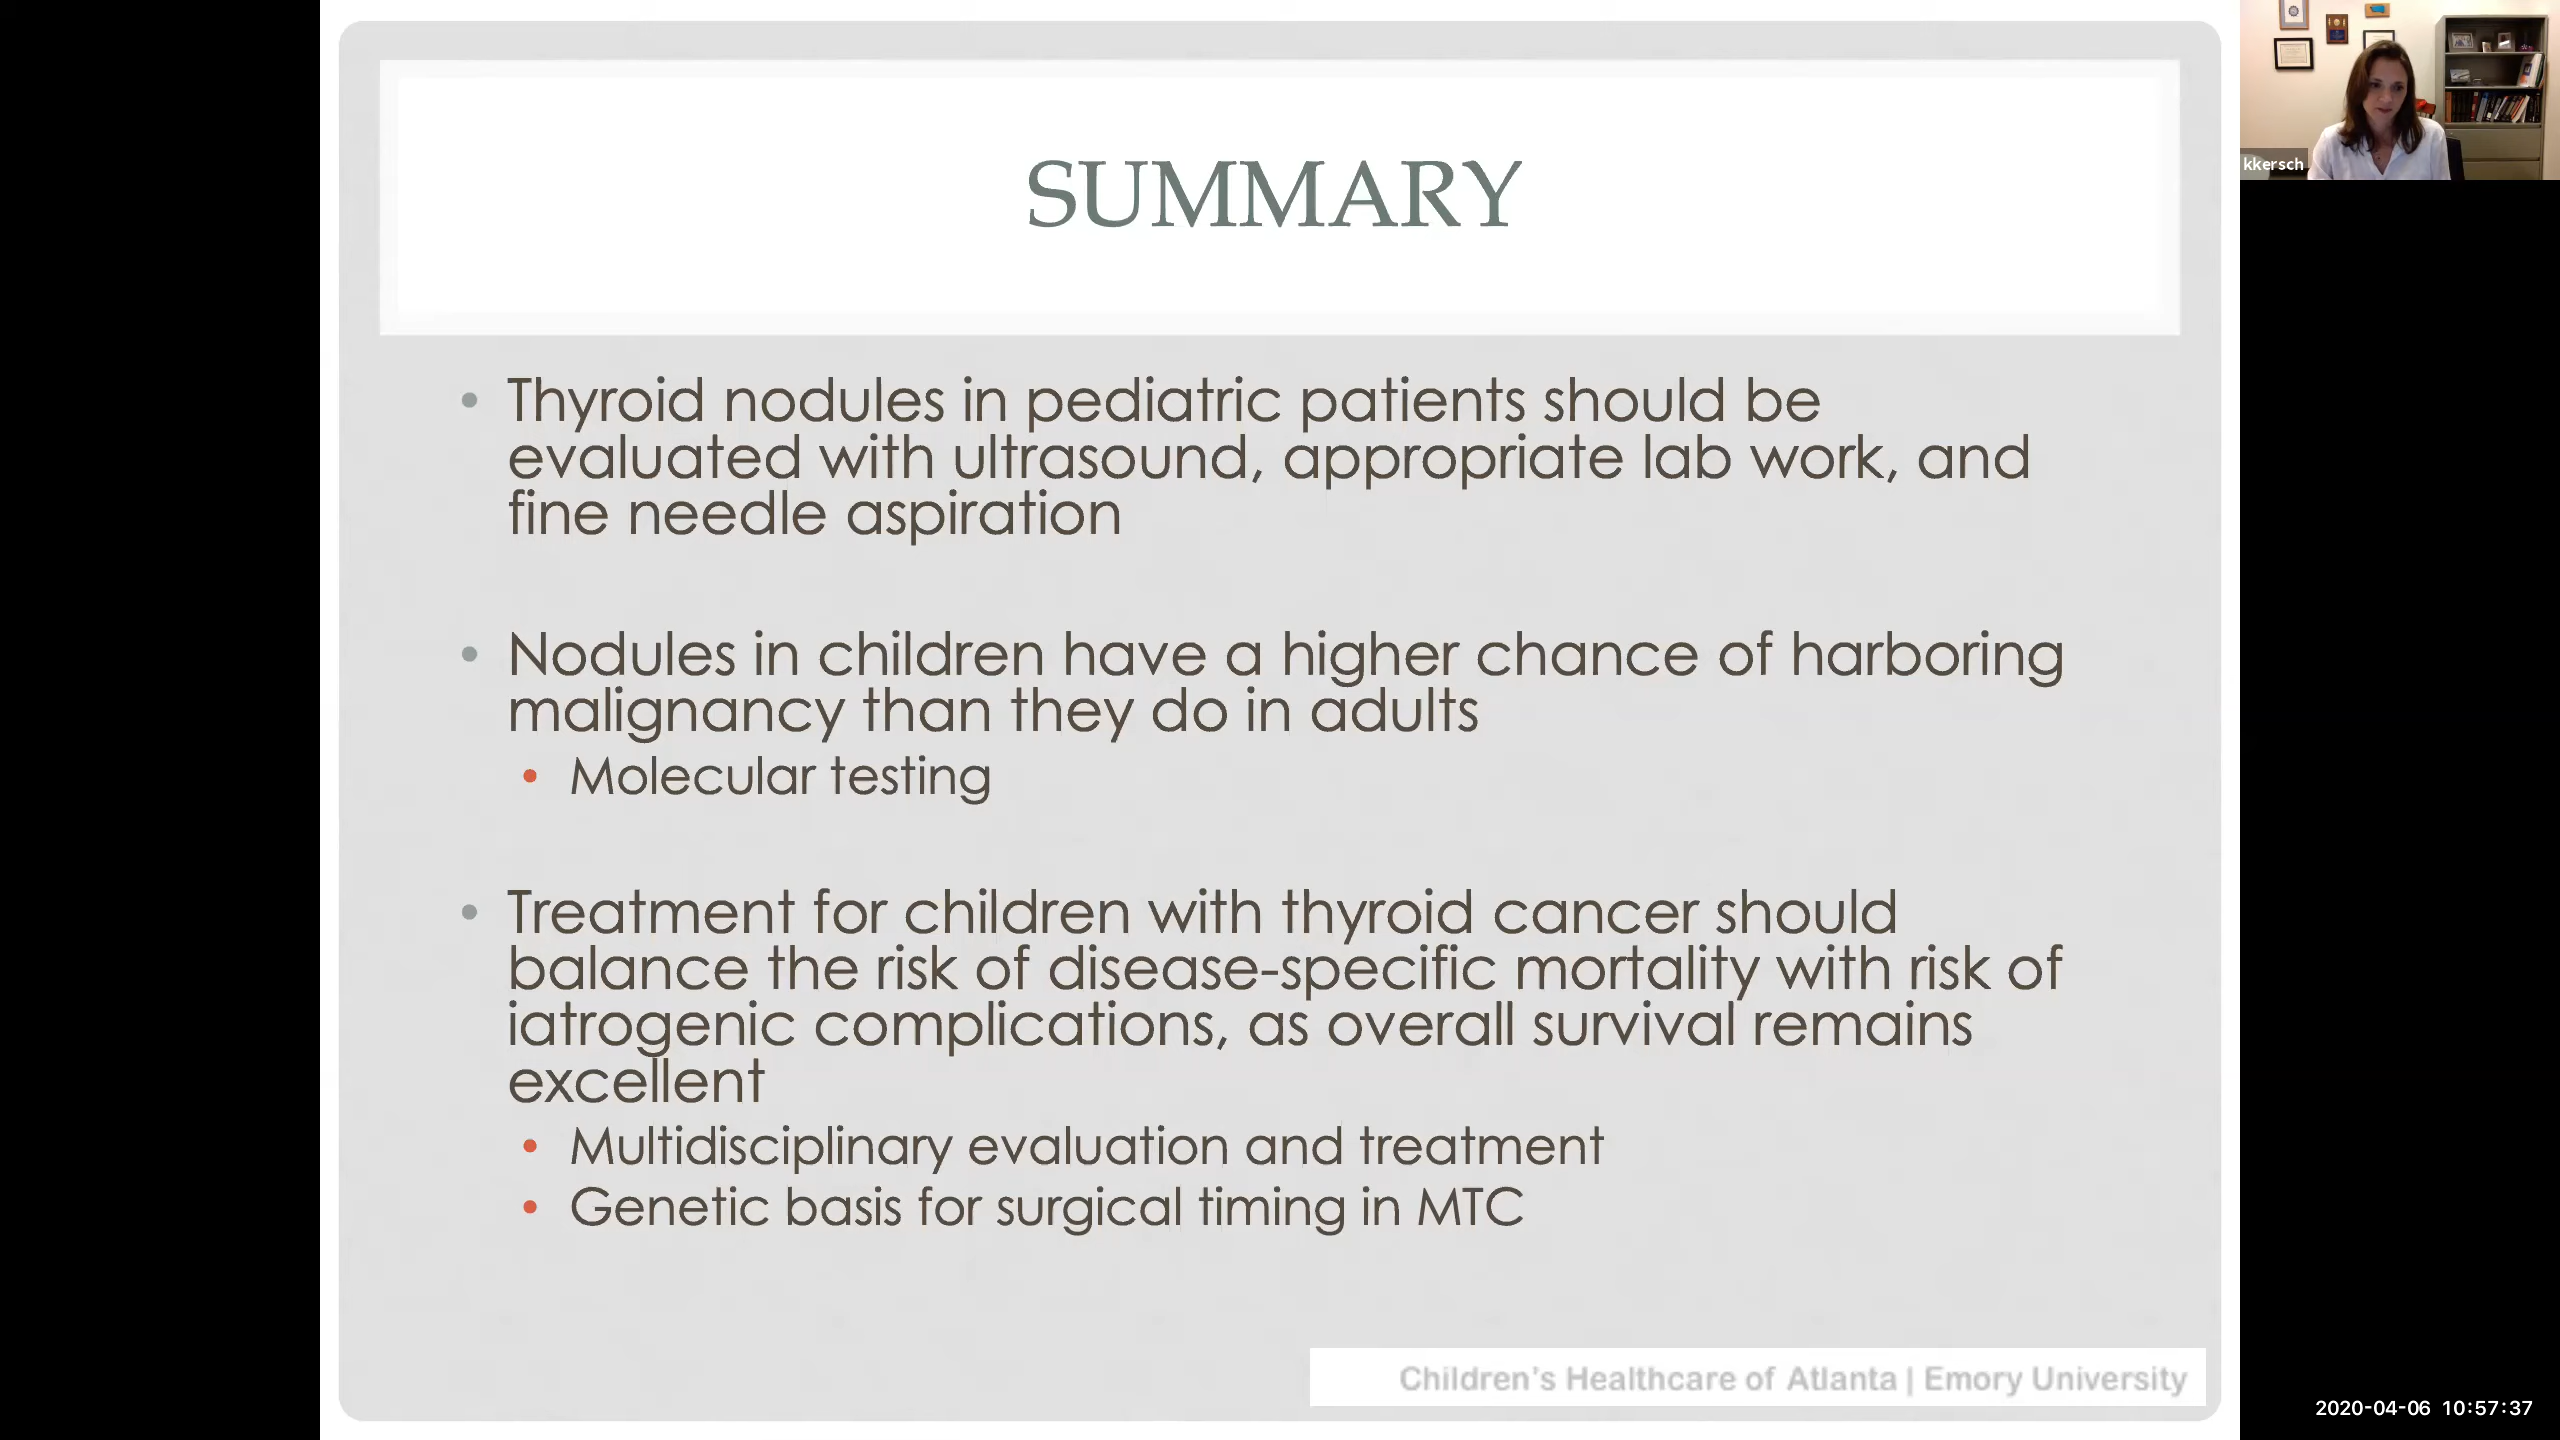 SUMMARY
• Thyroid nodules in pediatric patients should be
evaluated with ultrasound, appropriate lab work, and
fine needle aspiration
• Nodules in children have a higher chance of harboring
malignancy than they do in adults
• Molecular testing
• Treatment for children with thyroid cancer should
balance the risk of disease-specific mortality with risk of
iatrogenic complications, as overall survival remains
excellent
• Multidisciplinary evaluation and treatment
• Genetic basis for surgical timing in MTC
Children's Healthcare of Atlanta | Emory University
kkersch
2020-04-06 10:57:37